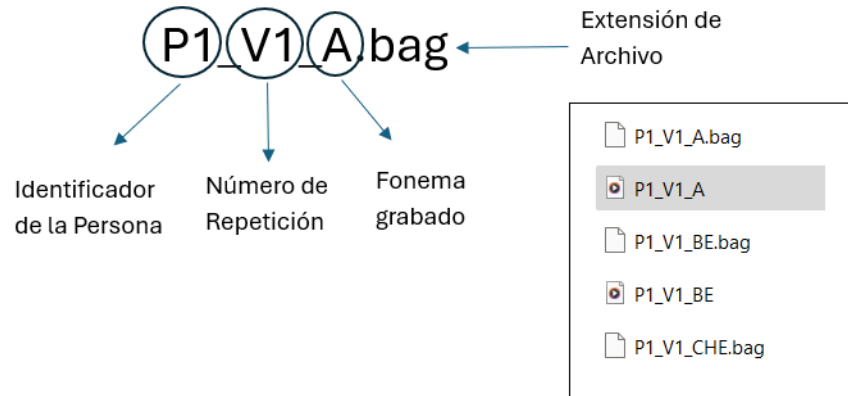 P1_V1_A.bag
Extensión de
Archivo
Identificador
de la Persona
Número de
Repetición
Fonema
grabado
P1_V1_A.bag
P1_V1_A
P1_V1_BE.bag
P1_V1_BE
P1_V1_CHE.bag